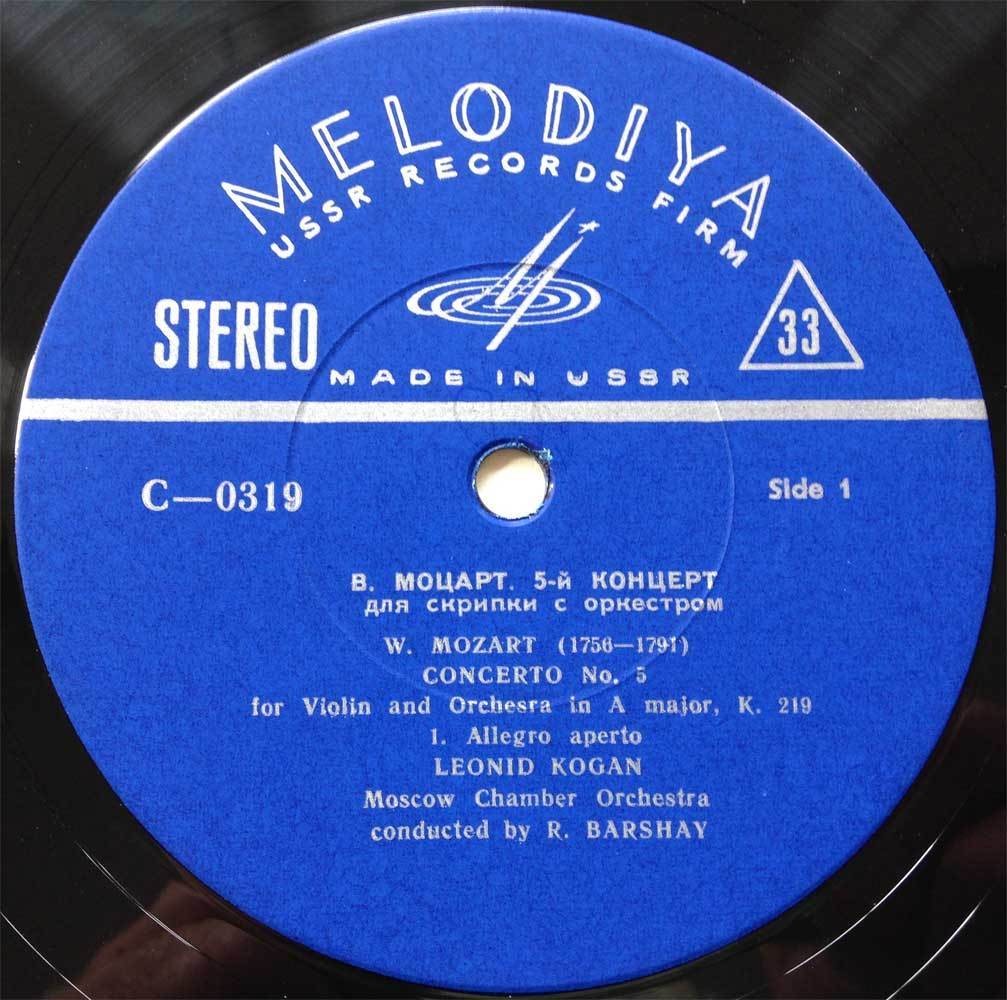 MELODIYA
USSR RECORDS FIRM
STEREO
33
MADE IN USSR
C—0319
Side 1
В. МОЦАРТ. 5-й КОНЦЕРТ
для скрипки с оркестром
W. MOZART (1756—1791)
CONCERTO No. 5
for Violin and Orchesra in A major, K. 219
1. Allegro aperto
LEONID KOGAN
Moscow Chamber Orchestra
conducted by R. BARSHAY